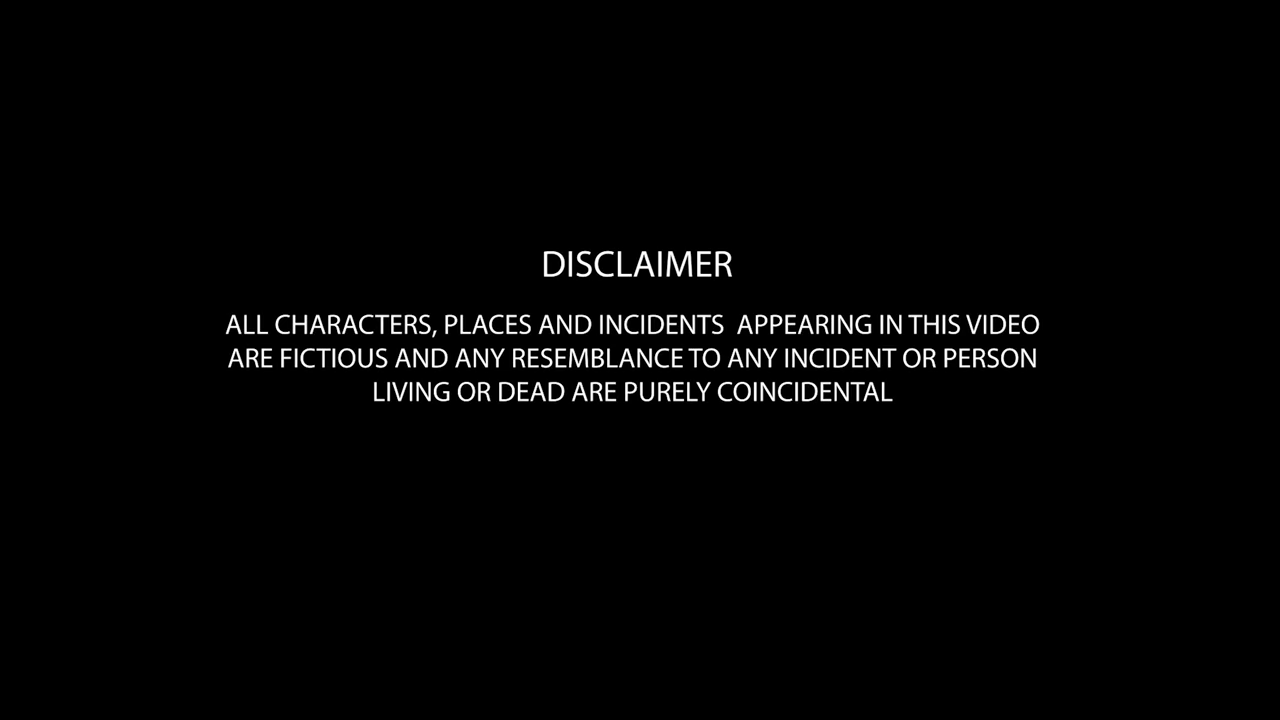 DISCLAIMER
ALL CHARACTERS, PLACES AND INCIDENTS  APPEARING IN THIS VIDEO
ARE FICTIOUS AND ANY RESEMBLANCE TO ANY INCIDENT OR PERSON
LIVING OR DEAD ARE PURELY COINCIDENTAL